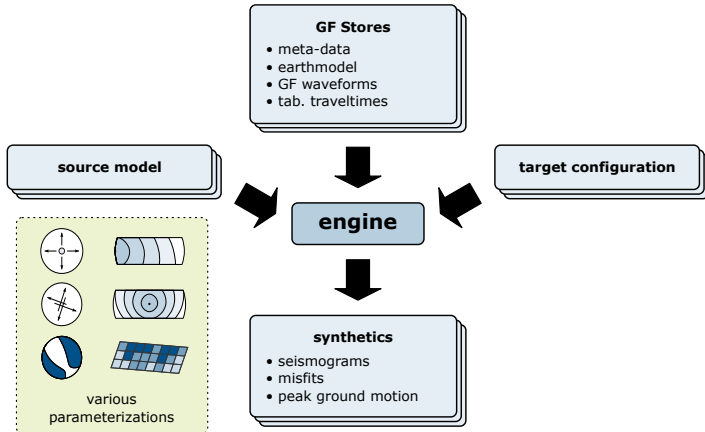 GF Stores
• meta-data
• earthmodel
• GF waveforms
• tab. traveltimes
source model
target configuration
engine
synthetics
• seismograms
• misfits
• peak ground motion
various
parameterizations